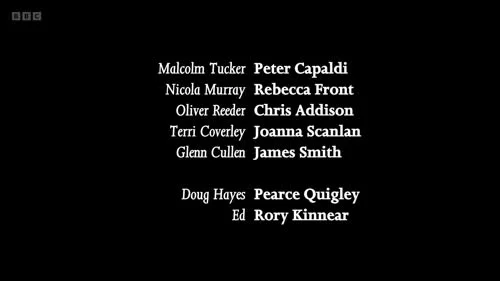 BBC
Malcolm Tucker Peter Capaldi
Nicola Murray Rebecca Front
Oliver Reeder Chris Addison
Terri Coverley Joanna Scanlan
Glenn Cullen James Smith
Doug Hayes Pearce Quigley
Ed Rory Kinnear